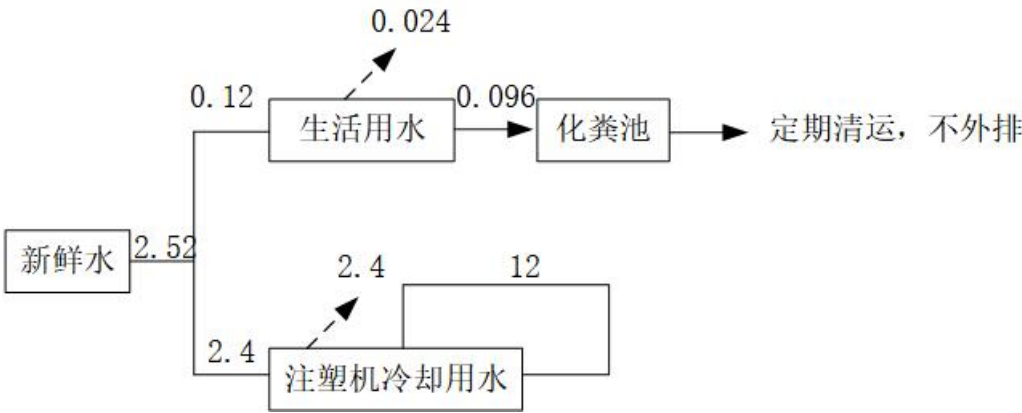 0.024
0.12
生活用水
0.096
化粪池
定期清运，不外排
新鲜水
2.52
2.4
12
2.4
注塑机冷却用水